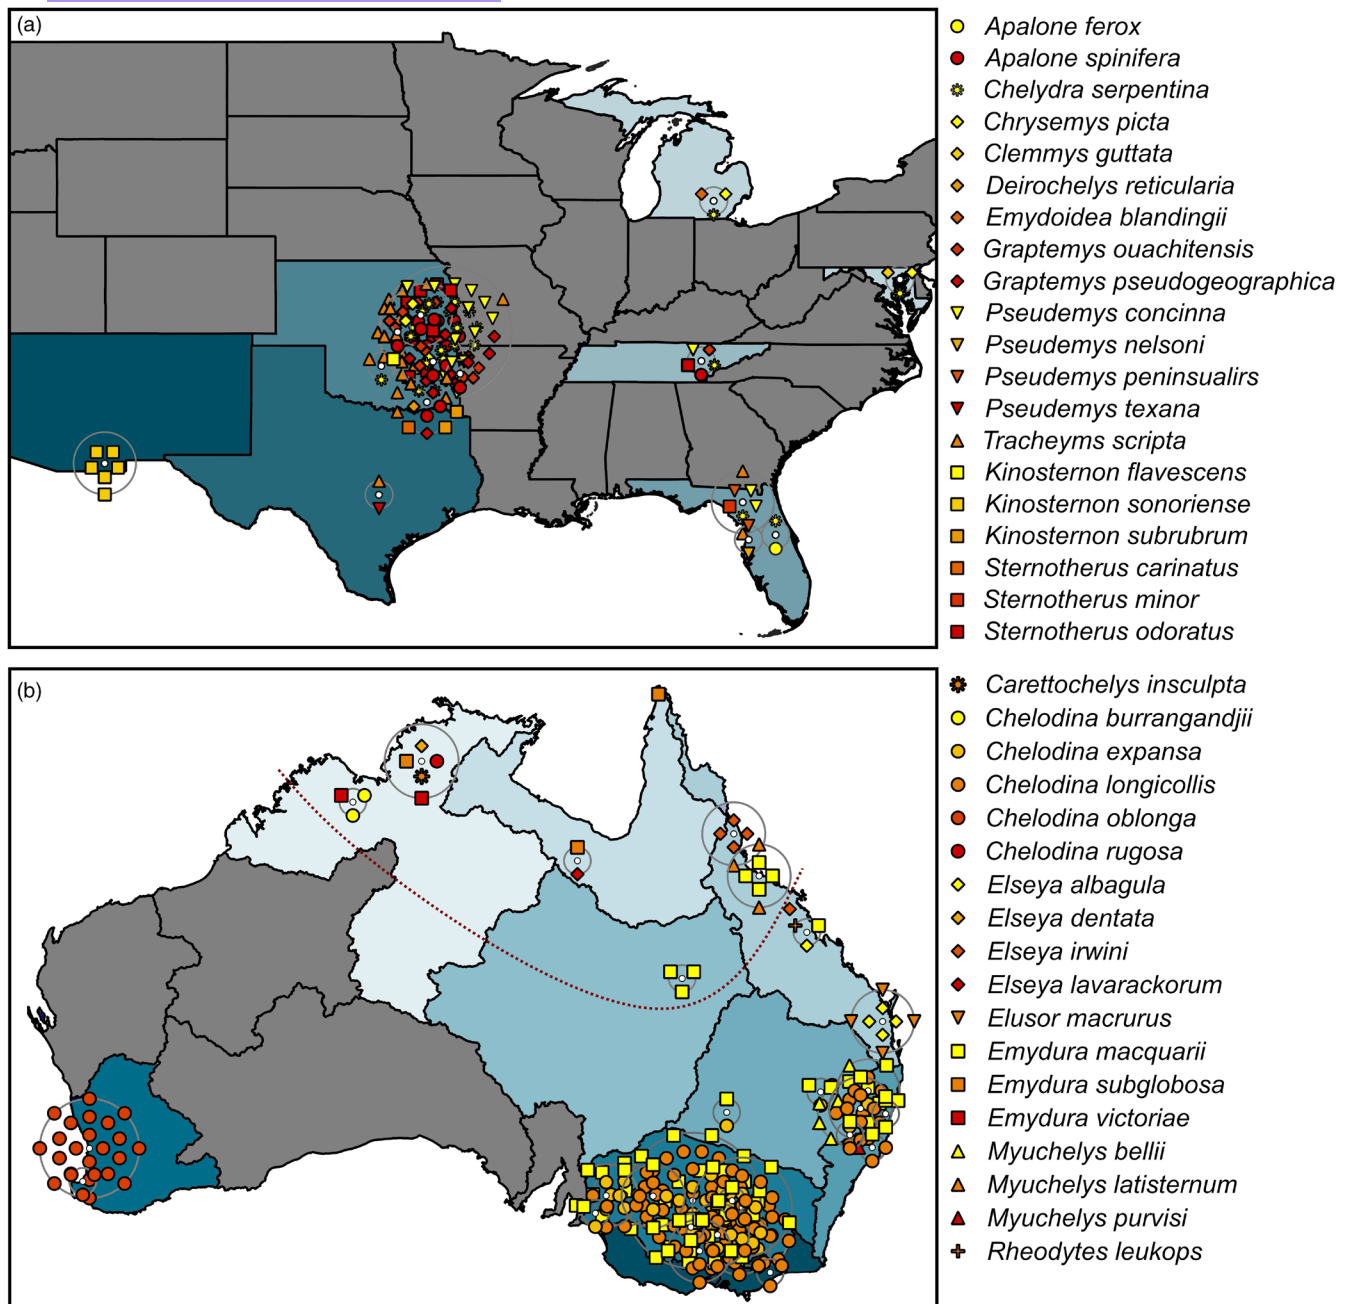 (a)
Apalone ferox
Apalone spinifera
Chelydra serpentina
Chrysemys picta
Clemmys guttata
Deirochelys reticularia
Emydoidea blandingii
Graptemys ouachitensis
Graptemys pseudogeographica
Pseudemys concinna
Pseudemys nelsoni
Pseudemys peninsualirs
Pseudemys texana
Tracheyms scripta
Kinosternon flavescens
Kinosternon sonoriense
Kinosternon subrubrum
Sternotherus carinatus
Sternotherus minor
Sternotherus odoratus
(b)
Carettochelys insculpta
Chelodina burrangandjii
Chelodina expansa
Chelodina longicollis
Chelodina oblonga
Chelodina rugosa
Elseya albagula
Elseya dentata
Elseya irwini
Elseya lavarackorum
Elusor macrurus
Emydura macquarii
Emydura subglobosa
Emydura victoriae
Myuchelys bellii
Myuchelys latisternum
Myuchelys purvisi
Rheodytes leukops